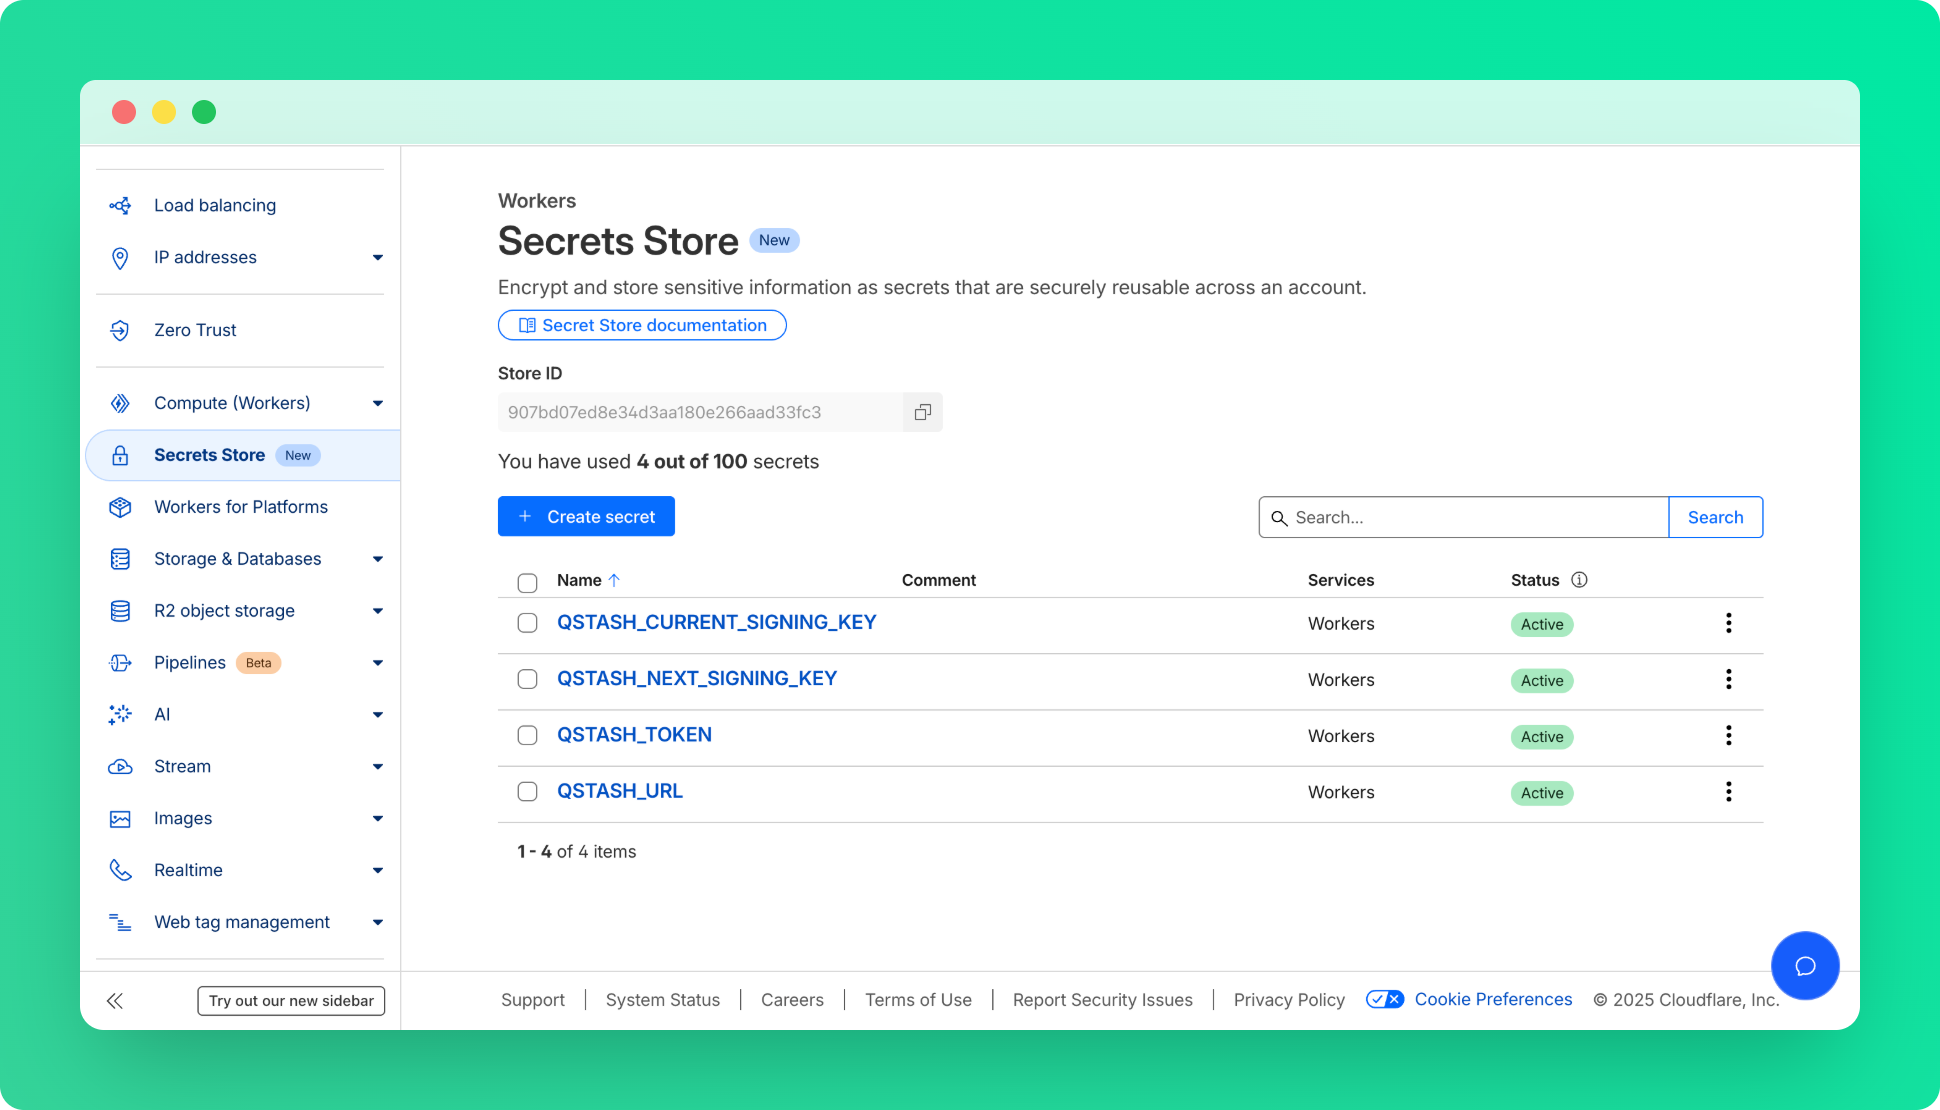 Load balancing
IP addresses
Zero Trust
Compute (Workers)
Secrets Store New
Workers for Platforms
Storage & Databases
R2 object storage
Pipelines Beta
AI
Stream
Images
Realtime
Web tag management
Try out our new sidebar
Workers
Secrets Store New
Encrypt and store sensitive information as secrets that are securely reusable across an account.
Secret Store documentation
Store ID
907bd07ed8e34d3aa180e266aad33fc3
You have used 4 out of 100 secrets
Create secret
Search... Search
Name Comment Services Status
QSTASH_CURRENT_SIGNING_KEY Workers Active
QSTASH_NEXT_SIGNING_KEY Workers Active
QSTASH_TOKEN Workers Active
QSTASH_URL Workers Active
1 - 4 of 4 items
Support System Status Careers Terms of Use Report Security Issues Privacy Policy Cookie Preferences © 2025 Cloudflare, Inc.